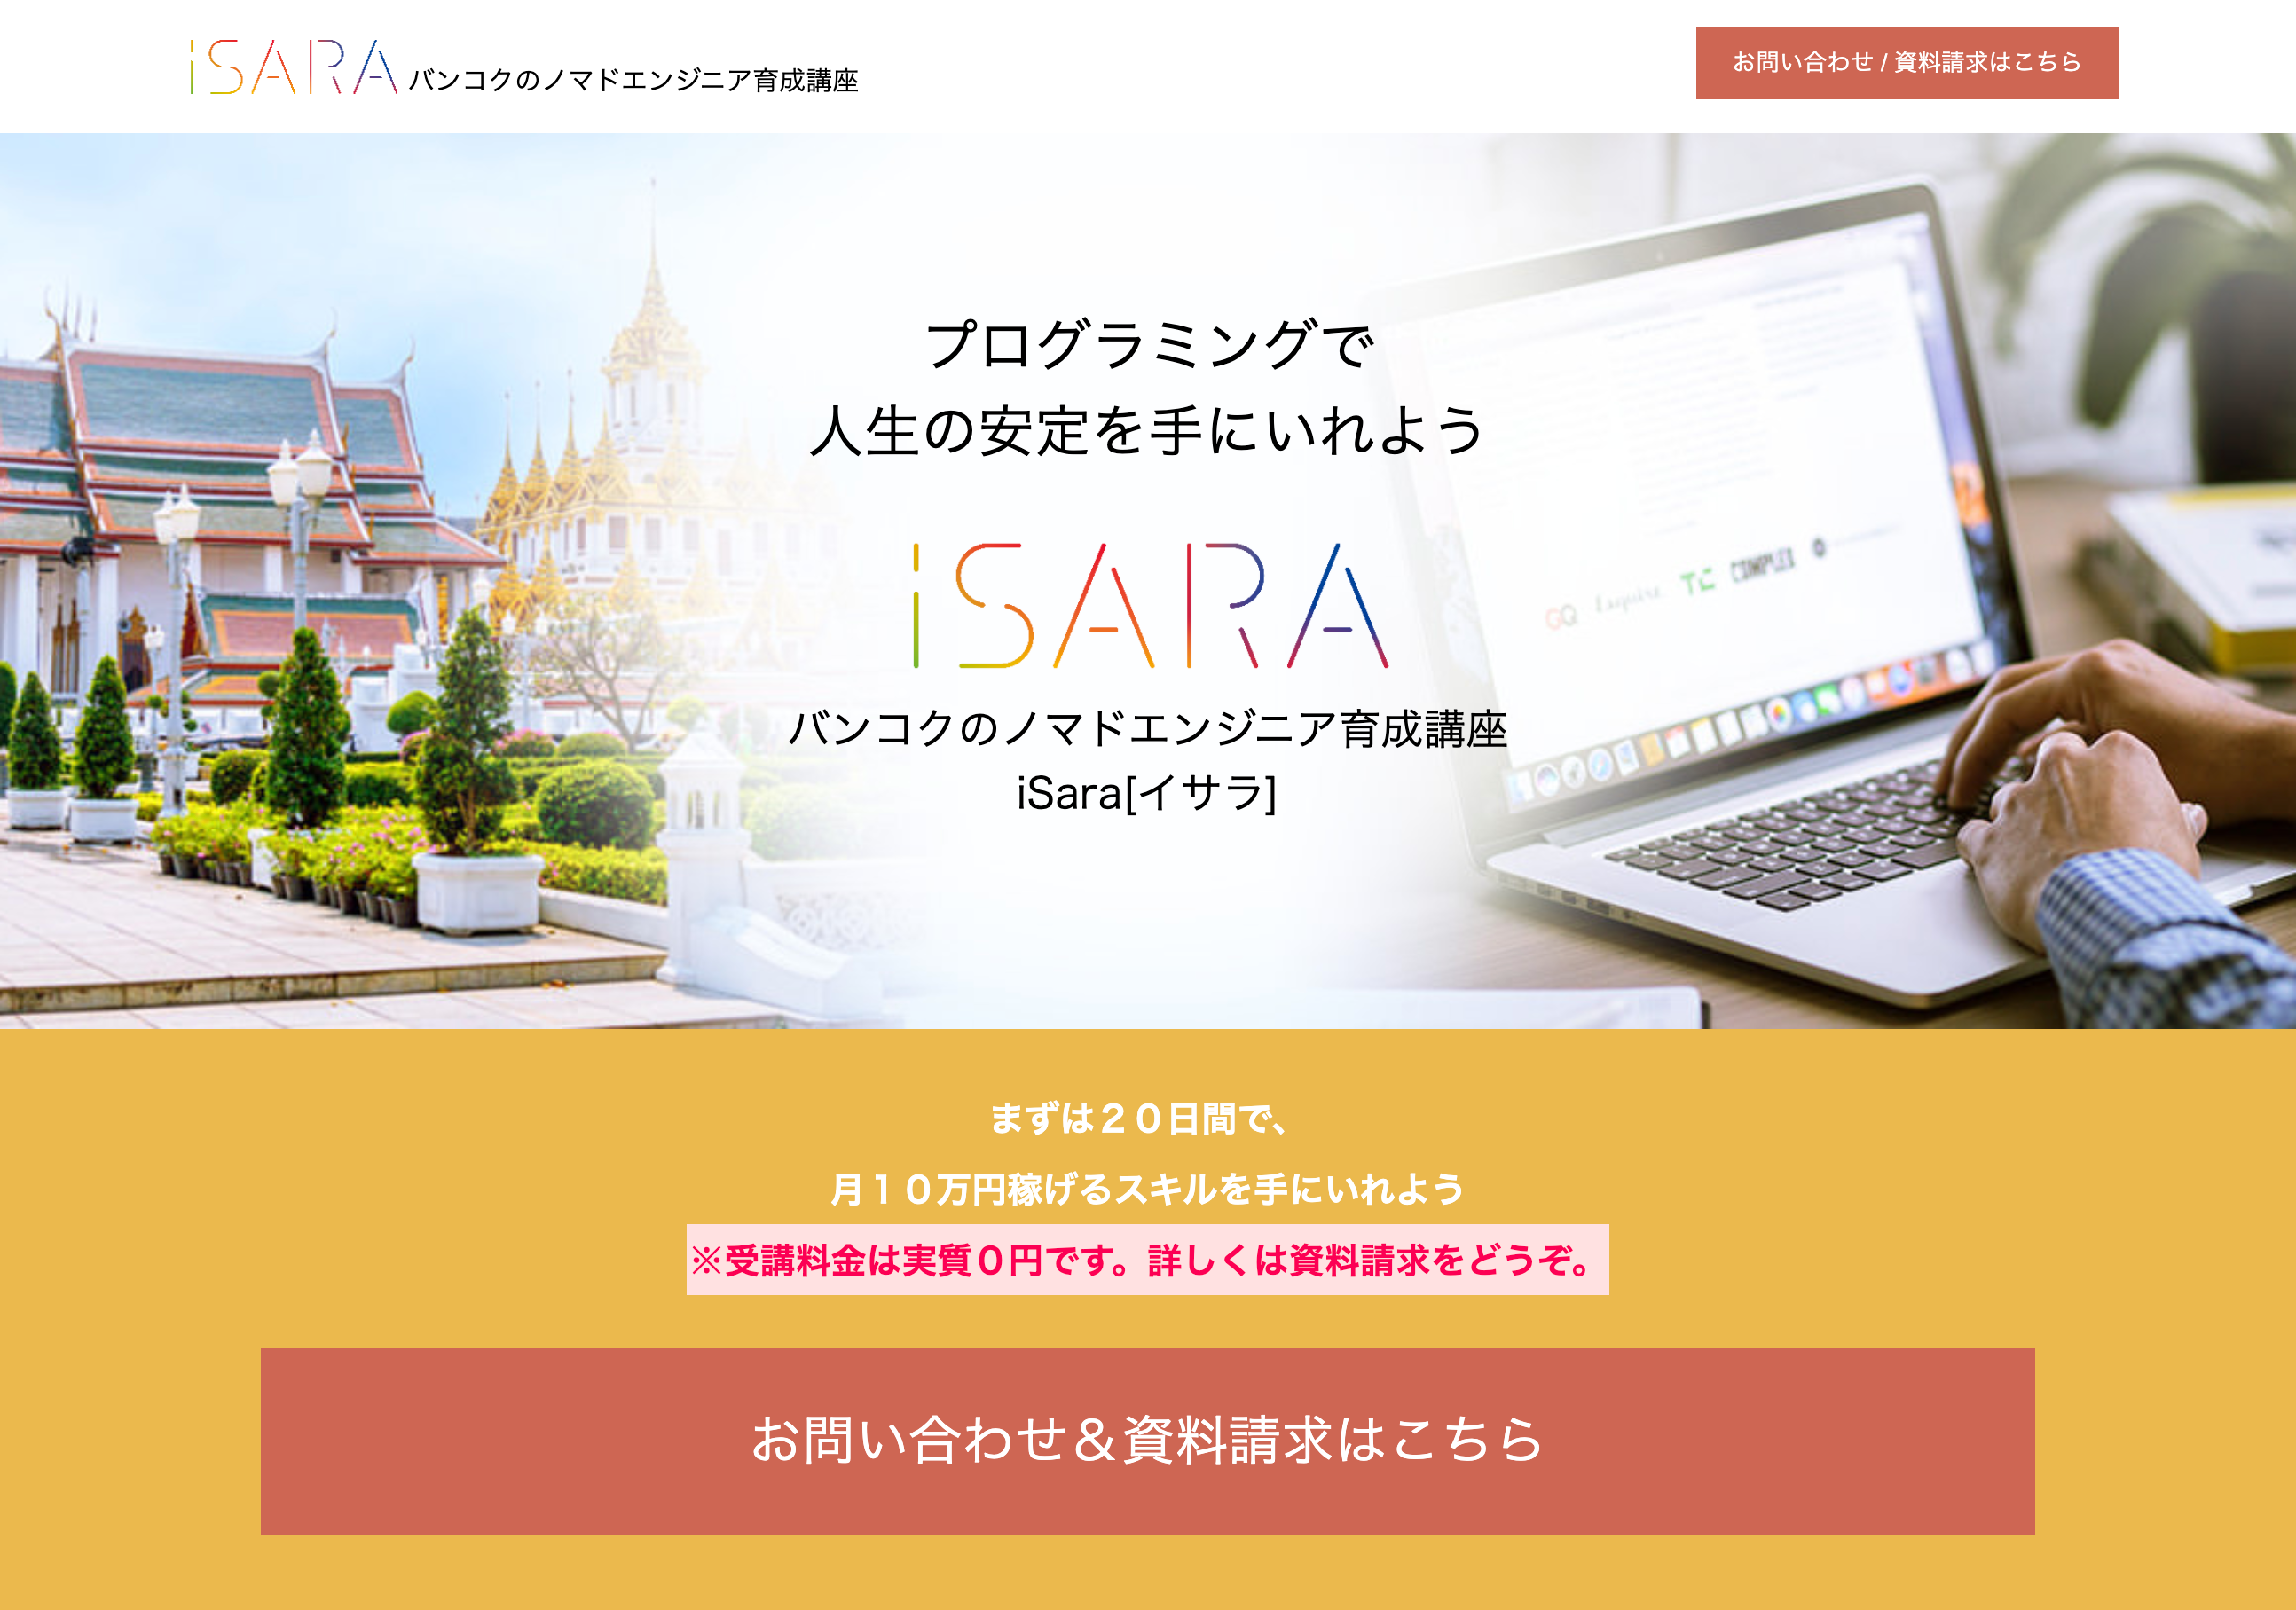 iSARA バンコクのノマドエンジニア育成講座
お問い合わせ / 資料請求はこちら
プログラミングで
人生の安定を手にいれよう
iSARA
バンコクのノマドエンジニア育成講座
iSara[イサラ]
GQ Esquire TC COMPLEX
まずは２０日間で、
月１０万円稼げるスキルを手にいれよう
※受講料金は実質０円です。詳しくは資料請求をどうぞ。
お問い合わせ＆資料請求はこちら